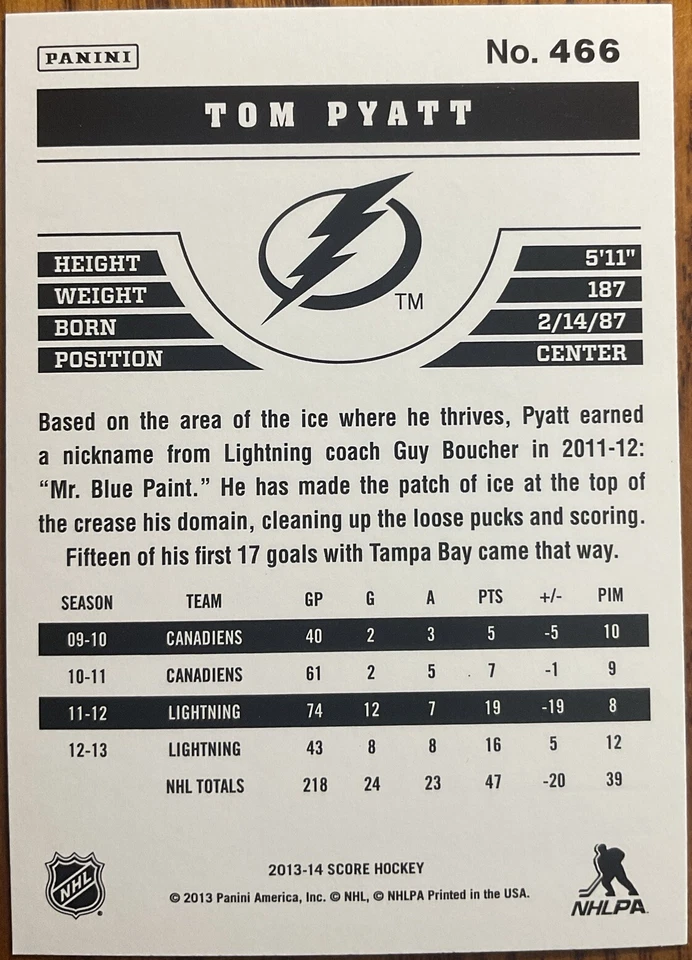 PANINI
No. 466
TOM PYATT
TM
HEIGHT 5'11"
WEIGHT 187
BORN 2/14/87
POSITION CENTER
Based on the area of the ice where he thrives, Pyatt earned
a nickname from Lightning coach Guy Boucher in 2011-12:
“Mr. Blue Paint.” He has made the patch of ice at the top of
the crease his domain, cleaning up the loose pucks and scoring.
Fifteen of his first 17 goals with Tampa Bay came that way.
SEASON TEAM GP G A PTS +/- PIM
09-10 CANADIENS 40 2 3 5 -5 10
10-11 CANADIENS 61 2 5 7 -1 9
11-12 LIGHTNING 74 12 7 19 -19 8
12-13 LIGHTNING 43 8 8 16 5 12
NHL TOTALS 218 24 23 47 -20 39
2013-14 SCORE HOCKEY
© 2013 Panini America, Inc. © NHL, © NHLPA Printed in the USA.
NHL
NHLPA